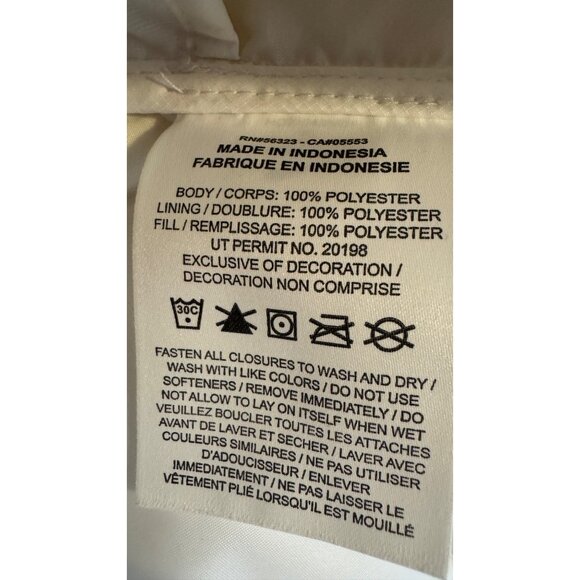 RN#56323 - CA#05553
MADE IN INDONESIA
FABRIQUE EN INDONESIE
BODY / CORPS: 100% POLYESTER
LINING / DOUBLURE: 100% POLYESTER
FILL / REMPLISSAGE: 100% POLYESTER
UT PERMIT NO. 20198
EXCLUSIVE OF DECORATION /
DECORATION NON COMPRISE
30C
FASTEN ALL CLOSURES TO WASH AND DRY /
WASH WITH LIKE COLORS / DO NOT USE
SOFTENERS / REMOVE IMMEDIATELY / DO
NOT ALLOW TO LAY ON ITSELF WHEN WET
VEUILLEZ BOUCLER TOUTES LES ATTACHES
AVANT DE LAVER ET SECHER / LAVER AVEC
COULEURS SIMILAIRES / NE PAS UTILISER
D'ADOUCISSEUR / ENLEVER
IMMÉDIATEMENT / NE PAS LAISSER LE
VÊTEMENT PLIÉ LORSQU'IL EST MOUILLÉ